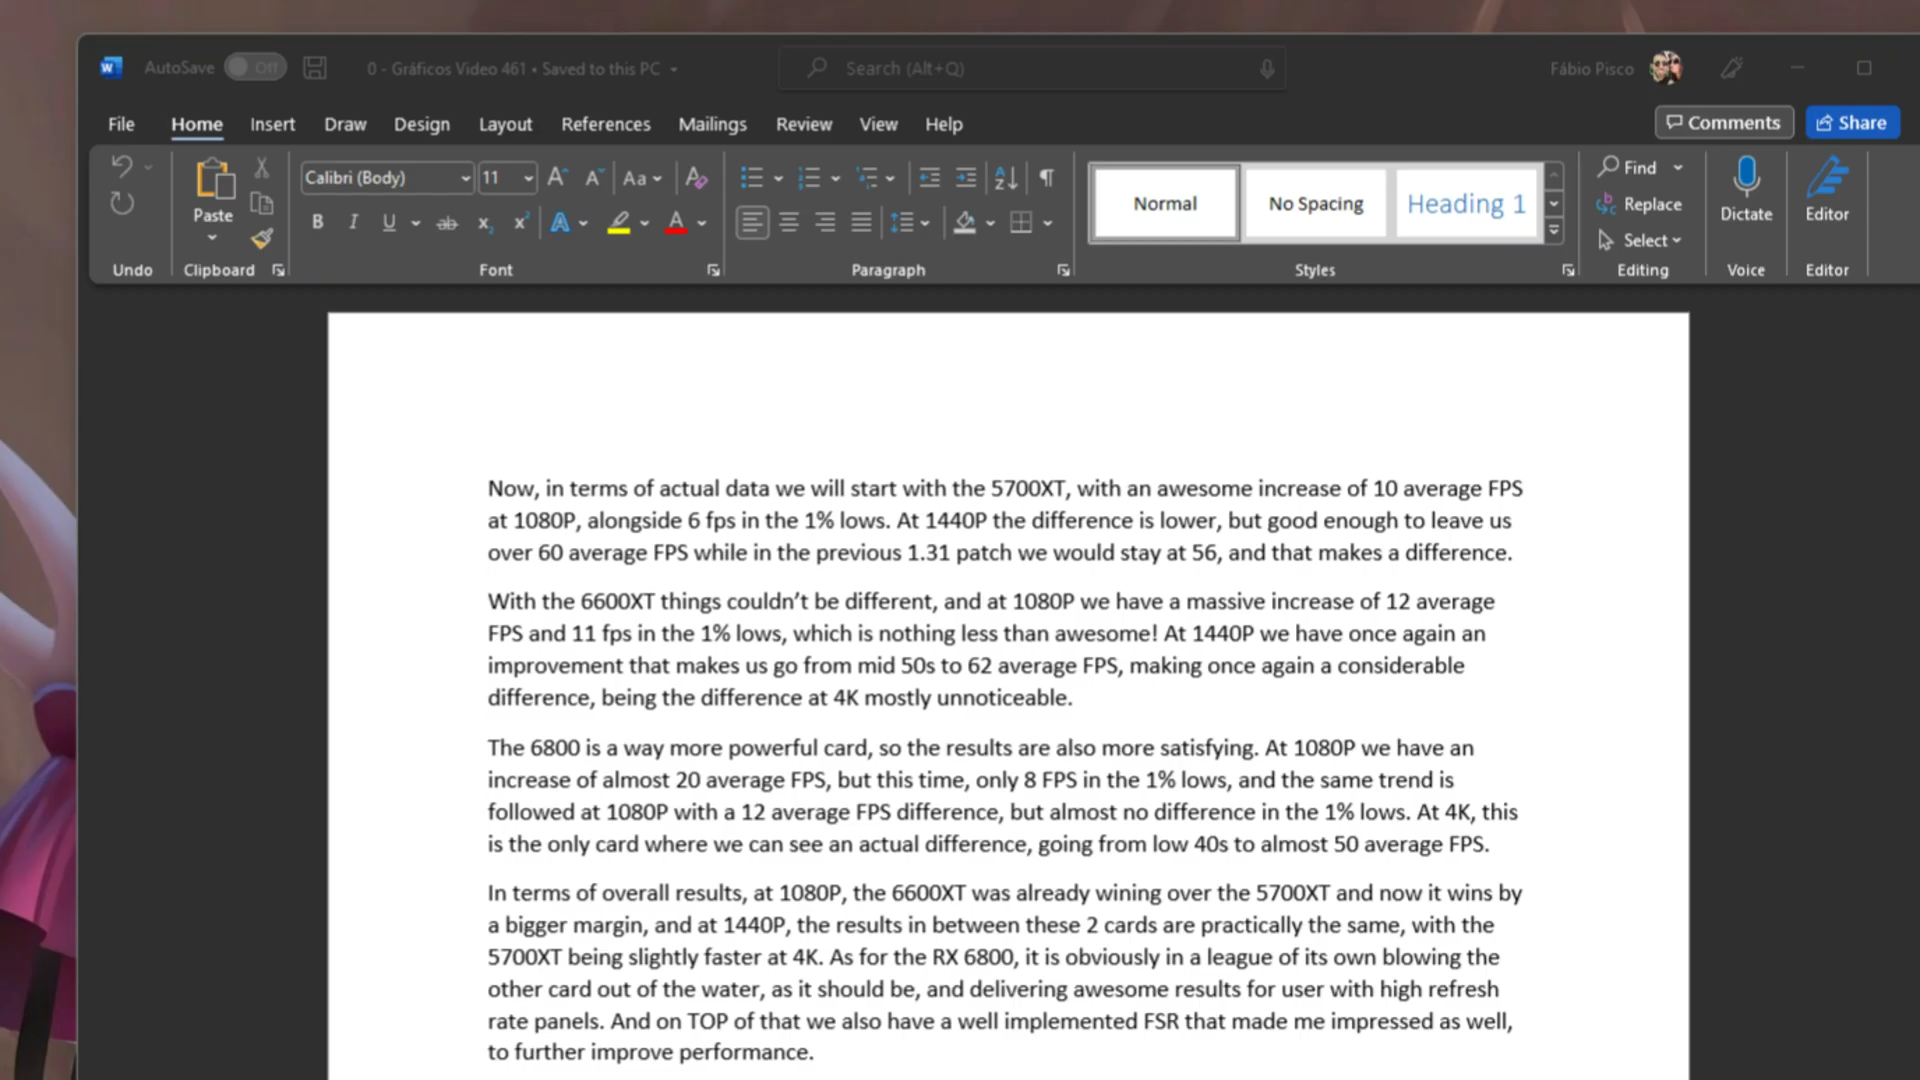 AutoSave Off 0 - Gráficos Video 461 • Saved to this PC Search (Alt+Q) Fábio Pisco
File Home Insert Draw Design Layout References Mailings Review View Help Comments Share
Calibri (Body) 11 Aa Find
Paste Normal No Spacing Heading 1 Replace Dictate Editor
B I U ab Select
Undo Clipboard Font Paragraph Styles Editing Voice Editor
Now, in terms of actual data we will start with the 5700XT, with an awesome increase of 10 average FPS
at 1080P, alongside 6 fps in the 1% lows. At 1440P the difference is lower, but good enough to leave us
over 60 average FPS while in the previous 1.31 patch we would stay at 56, and that makes a difference.
With the 6600XT things couldn’t be different, and at 1080P we have a massive increase of 12 average
FPS and 11 fps in the 1% lows, which is nothing less than awesome! At 1440P we have once again an
improvement that makes us go from mid 50s to 62 average FPS, making once again a considerable
difference, being the difference at 4K mostly unnoticeable.
The 6800 is a way more powerful card, so the results are also more satisfying. At 1080P we have an
increase of almost 20 average FPS, but this time, only 8 FPS in the 1% lows, and the same trend is
followed at 1080P with a 12 average FPS difference, but almost no difference in the 1% lows. At 4K, this
is the only card where we can see an actual difference, going from low 40s to almost 50 average FPS.
In terms of overall results, at 1080P, the 6600XT was already wining over the 5700XT and now it wins by
a bigger margin, and at 1440P, the results in between these 2 cards are practically the same, with the
5700XT being slightly faster at 4K. As for the RX 6800, it is obviously in a league of its own blowing the
other card out of the water, as it should be, and delivering awesome results for user with high refresh
rate panels. And on TOP of that we also have a well implemented FSR that made me impressed as well,
to further improve performance.